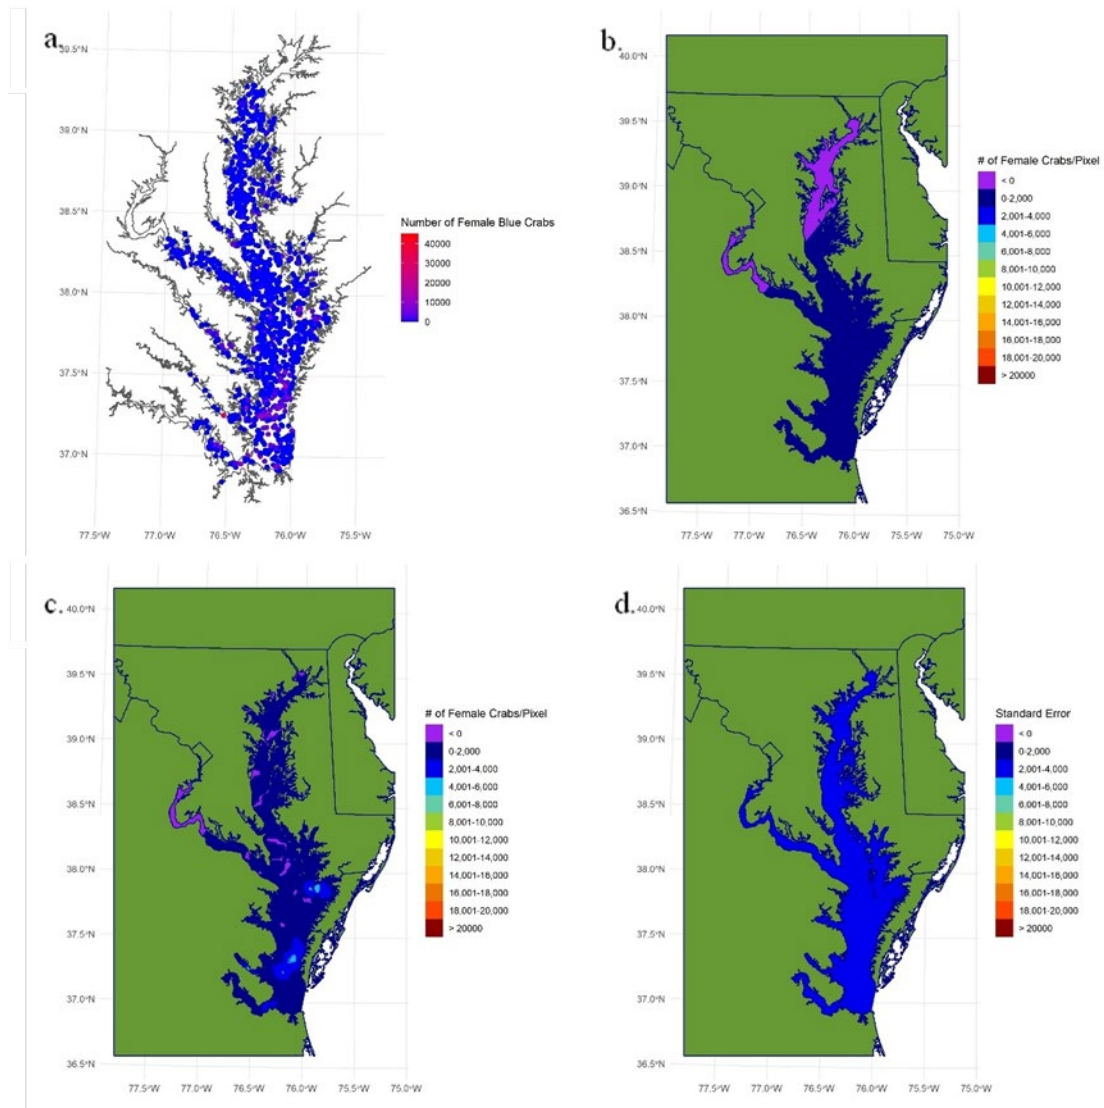 a.
39.5°N
39.0°N
38.5°N
38.0°N
37.5°N
37.0°N
77.5°W 77.0°W 76.5°W 76.0°W 75.5°W
Number of Female Blue Crabs
40000
30000
20000
10000
0
b.
40.0°N
39.5°N
39.0°N
38.5°N
38.0°N
37.5°N
37.0°N
36.5°N
77.5°W 77.0°W 76.5°W 76.0°W 75.5°W 75.0°W
# of Female Crabs/Pixel
< 0
0-2,000
2,001-4,000
4,001-6,000
6,001-8,000
8,001-10,000
10.001-12,000
12,001-14,000
14,001-16,000
16.001-18,000
18.001-20,000
> 20000
c.
40.0°N
39.5°N
39.0°N
38.5°N
38.0°N
37.5°N
37.0°N
36.5°N
77.5°W 77.0°W 76.5°W 76.0°W 75.5°W 75.0°W
# of Female Crabs/Pixel
< 0
0-2,000
2,001-4,000
4,001-6,000
6,001-8,000
8,001-10,000
10.001-12,000
12,001-14,000
14,001-16,000
16.001-18,000
18.001-20,000
> 20000
d.
40.0°N
39.5°N
39.0°N
38.5°N
38.0°N
37.5°N
37.0°N
36.5°N
77.5°W 77.0°W 76.5°W 76.0°W 75.5°W 75.0°W
Standard Error
< 0
0-2,000
2,001-4,000
4,001-6,000
6,001-8,000
8,001-10,000
10.001-12,000
12,001-14,000
14,001-16,000
16.001-18,000
18.001-20,000
> 20000